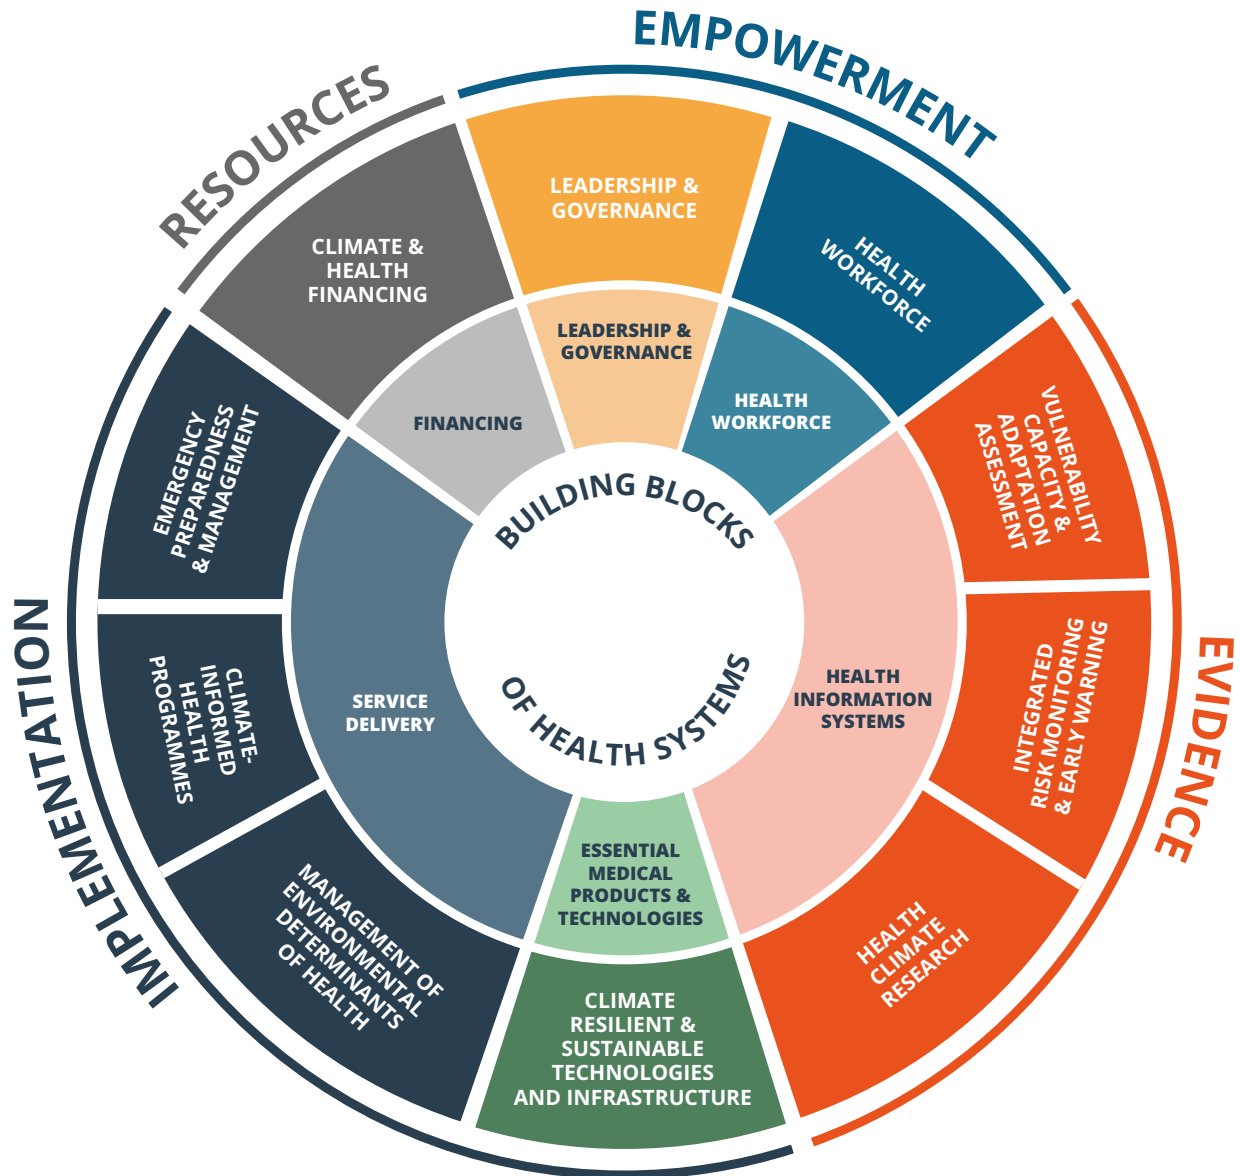 EMPOWERMENT
RESOURCES
LEADERSHIP &
GOVERNANCE
HEALTH
WORKFORCE
CLIMATE &
HEALTH
FINANCING
LEADERSHIP &
GOVERNANCE
HEALTH
WORKFORCE
FINANCING
VULNERABILITY
CAPACITY &
ADAPTATION
ASSESSMENT
EMERGENCY
PREPAREDNESS
& MANAGEMENT
BUILDING BLOCKS
OF HEALTH SYSTEMS
IMPLEMENTATION
EVIDENCE
INTEGRATED
RISK MONITORING
& EARLY WARNING
CLIMATE-
INFORMED
HEALTH
PROGRAMMES
SERVICE
DELIVERY
HEALTH
INFORMATION
SYSTEMS
ESSENTIAL
MEDICAL
PRODUCTS &
TECHNOLOGIES
MANAGEMENT OF
ENVIRONMENTAL
DETERMINANTS
OF HEALTH
HEALTH
CLIMATE
RESEARCH
CLIMATE
RESILIENT &
SUSTAINABLE
TECHNOLOGIES
AND INFRASTRUCTURE